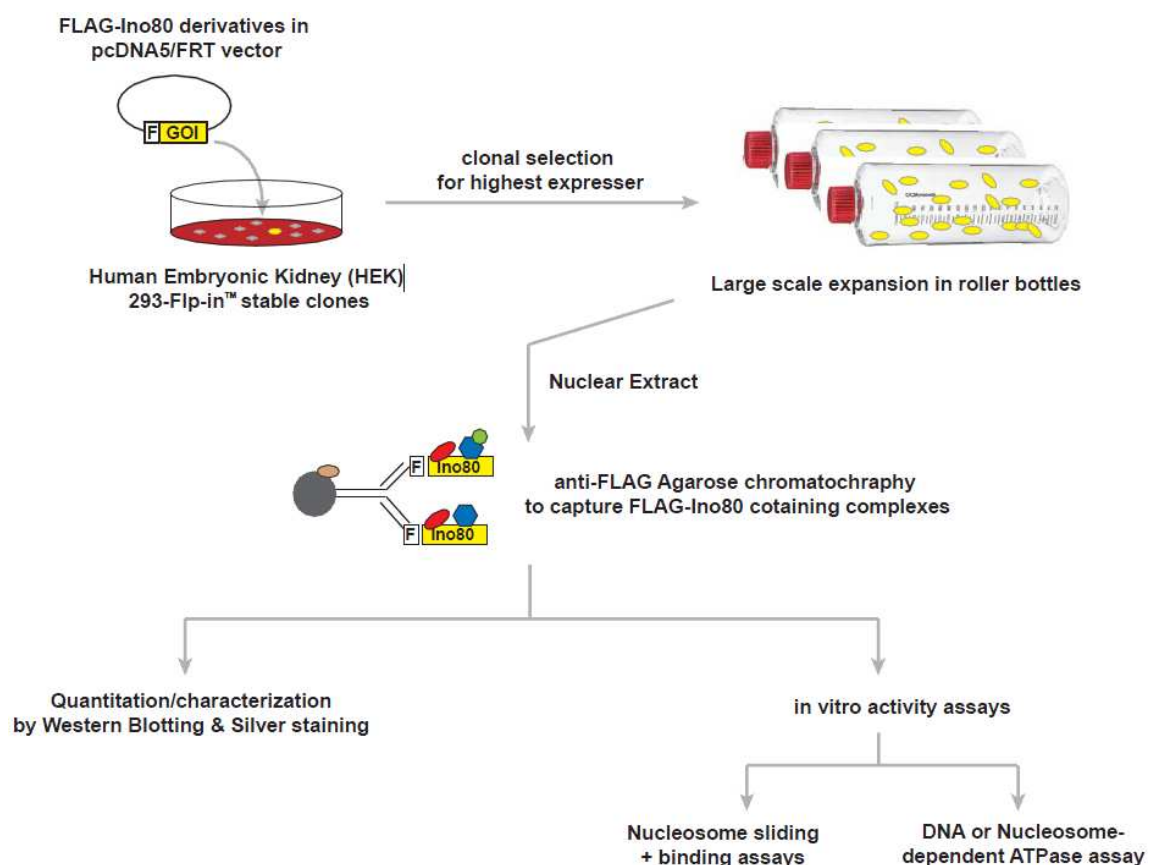 FLAG-Ino80 derivatives in
pcDNA5/FRT vector
F GOI
clonal selection
for highest expresser
Human Embryonic Kidney (HEK)
293-Flp-in™ stable clones
Large scale expansion in roller bottles
Nuclear Extract
F Ino80
anti-FLAG Agarose chromatochraphy
to capture FLAG-Ino80 cotaining complexes
F Ino80
Quantitation/characterization
by Western Blotting & Silver staining
in vitro activity assays
Nucleosome sliding
+ binding assays
DNA or Nucleosome-
dependent ATPase assay